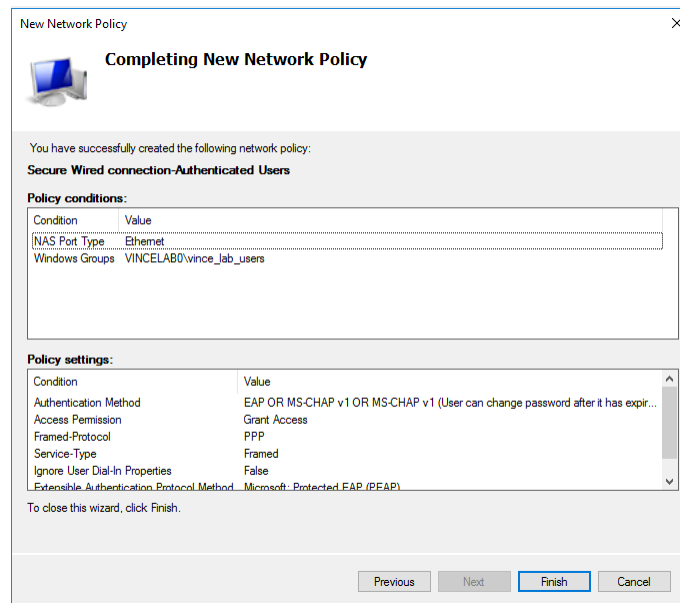 New Network Policy
Completing New Network Policy
You have successfully created the following network policy:
Secure Wired connection-Authenticated Users
Policy conditions:
Condition Value
NAS Port Type Ethernet
Windows Groups VINCELAB0\vince_lab_users
Policy settings:
Condition Value
Authentication Method EAP OR MS-CHAP v1 OR MS-CHAP v1 (User can change password after it has expir...
Access Permission Grant Access
Framed-Protocol PPP
Service-Type Framed
Ignore User Dial-In Properties False
Extensible Authentication Protocol Method Microsoft: Protected EAP (PEAP)
To close this wizard, click Finish.
Previous Next Finish Cancel